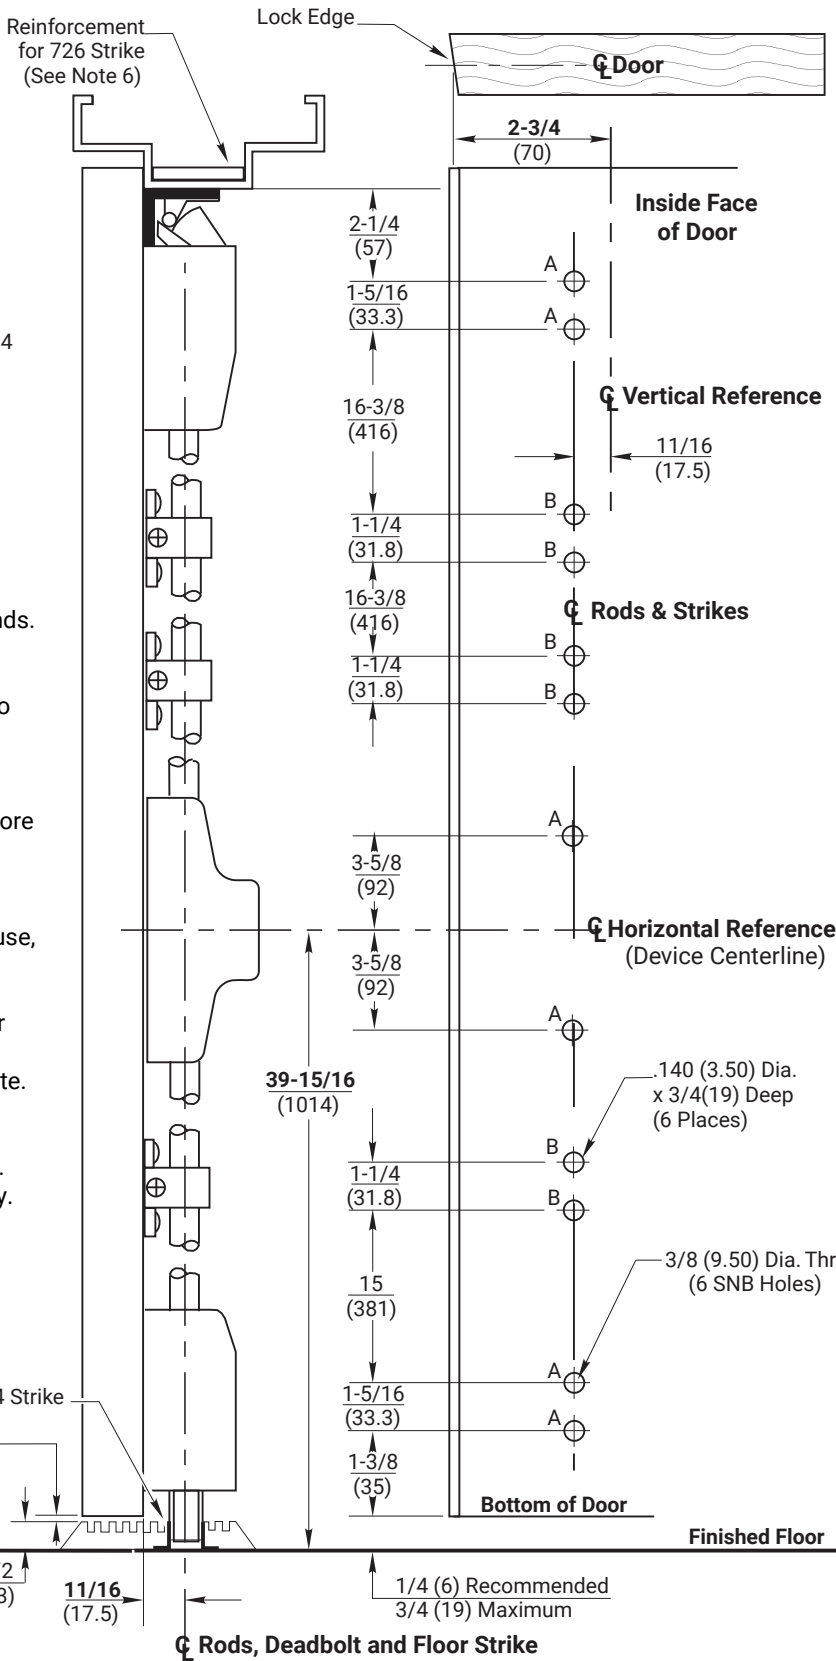 Lock Edge
Reinforcement
for 726 Strike
(See Note 6)
℄ Door
2-3/4
(70)
Inside Face
of Door
2-1/4
(57)
A
1-5/16
(33.3)
A
4
℄ Vertical Reference
16-3/8
(416)
11/16
(17.5)
B
1-1/4
(31.8)
B
16-3/8
(416)
℄ Rods & Strikes
nds.
B
1-1/4
(31.8)
B
o
ore
A
3-5/8
(92)
use,
℄ Horizontal Reference
(Device Centerline)
3-5/8
(92)
A
r
te.
39-15/16
(1014)
.140 (3.50) Dia.
x 3/4(19) Deep
(6 Places)
B
1-1/4
(31.8)
B
.
y.
3/8 (9.50) Dia. Thr
(6 SNB Holes)
15
(381)
A
1-5/16
(33.3)
A
4 Strike
1-3/8
(35)
Bottom of Door
Finished Floor
/2
3)
11/16
(17.5)
1/4 (6) Recommended
3/4 (19) Maximum
℄ Rods, Deadbolt and Floor Strike